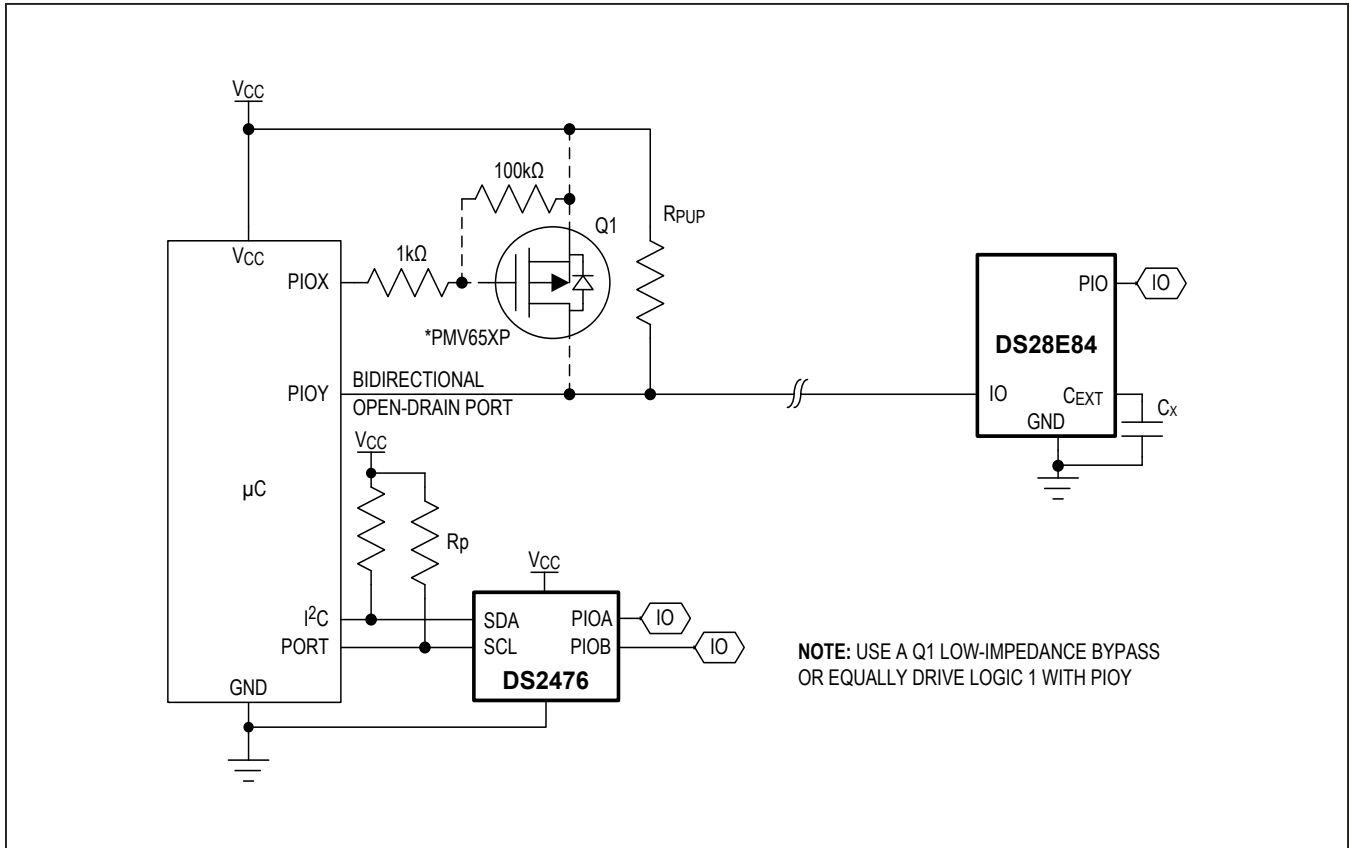 VCC
100kΩ
RPUP
Q1
1kΩ
VCC
PIOX
PIO
IO
*PMV65XP
DS28E84
PIOY
BIDIRECTIONAL
OPEN-DRAIN PORT
IO
CEXT
CX
GND
VCC
µC
Rp
VCC
I²C
SDA
PIOA
IO
PORT
SCL
PIOB
IO
DS2476
GND
NOTE: USE A Q1 LOW-IMPEDANCE BYPASS
OR EQUALLY DRIVE LOGIC 1 WITH PIOY